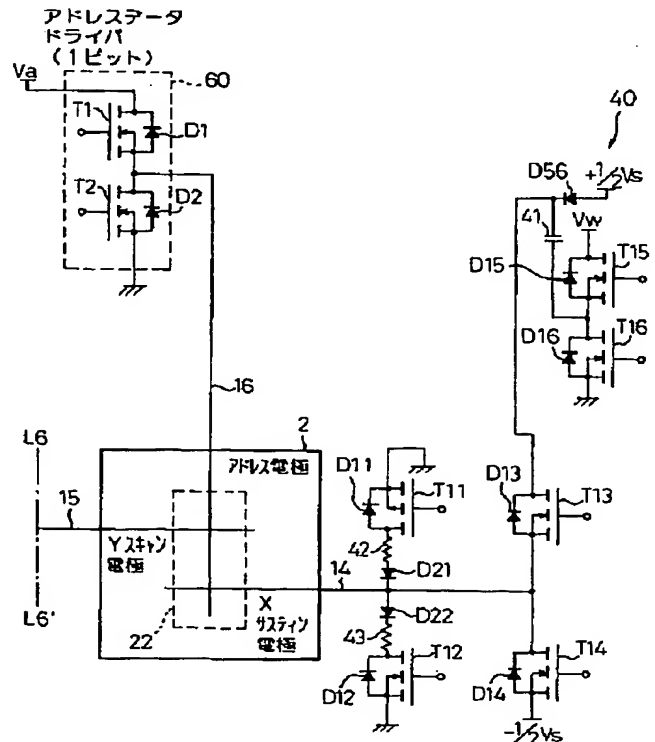 アドレスデータ
ドライバ
(1ビット)
Va
60
T1
D1
T2
D2
40
D56
+1/2Vs
41
Vw
D15
T15
D16
T16
16
L6
15
2
アドレス電極
D11
T11
D13
T13
42
D21
Yスキャン
電極
14
X
サスティン
電極
22
D22
43
L6'
T12
D12
T14
D14
-1/2Vs